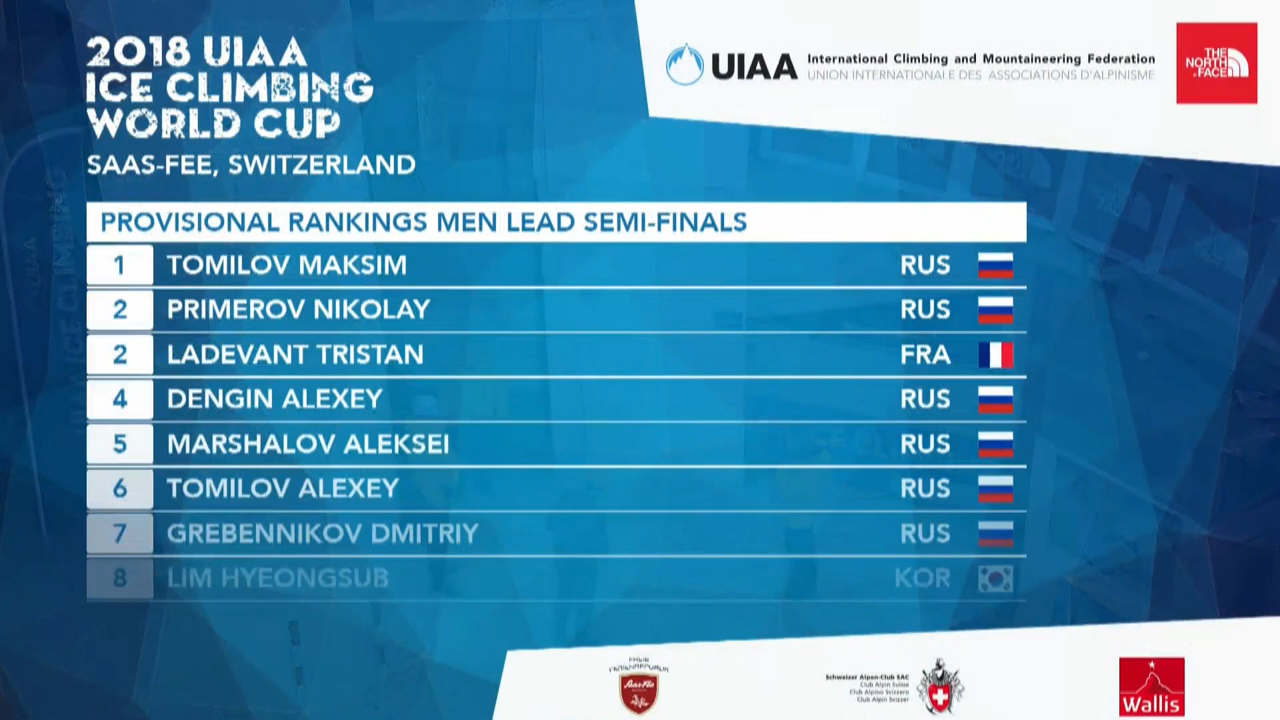 2018 UIAA
ICE CLIMBING
WORLD CUP
SAAS-FEE, SWITZERLAND
UIAA
International Climbing and Mountaineering Federation
UNION INTERNATIONALE DES ASSOCIATIONS D'ALPINISME
THE
NORTH
FACE
PROVISIONAL RANKINGS MEN LEAD SEMI-FINALS
1 TOMILOV MAKSIM RUS
2 PRIMEROV NIKOLAY RUS
2 LADEVANT TRISTAN FRA
4 DENGIN ALEXEY RUS
5 MARSHALOV ALEKSEI RUS
6 TOMILOV ALEXEY RUS
7 GREBENNIKOV DMITRIY RUS
8 LIM HYEONGSUB KOR
Saas-Fee
Schweizer Alpen-Club SAC
Club Alpin Suisse
Club Alpino Svizzero
Club Alpin Svizzer
Wallis